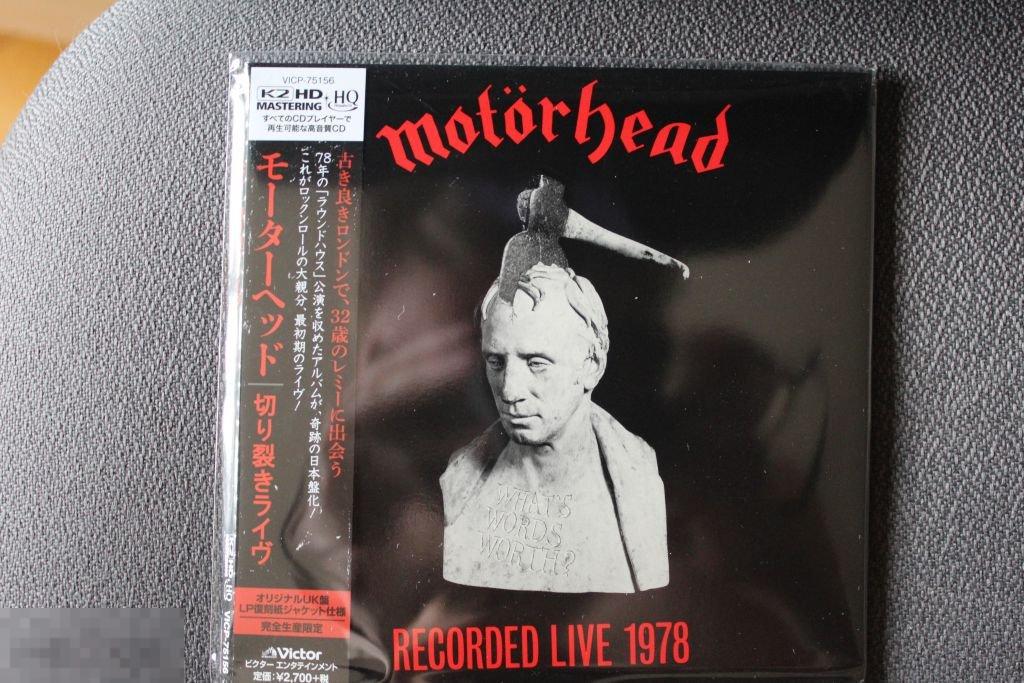 VICP-75156
K2 HD + HQ
MASTERING
すべてのCDプレイヤーで
再生可能な高音質CD
古き良きロンドンで、32歳のレミーに出会う
78年の「ラウンドハウス」公演を収めたアルバムが、奇跡の日本盤化!
これがロックンロールの大親分、最初期のライヴ!
モーターヘッド
切り裂きライヴ
オリジナルUK盤
LP復刻紙ジャケット仕様
完全生産限定
Victor
ビクター エンタテインメント
定価:¥2,700+税
motörhead
WHAT'S
WORDS
WORTH?
RECORDED LIVE 1978
VICP-75156